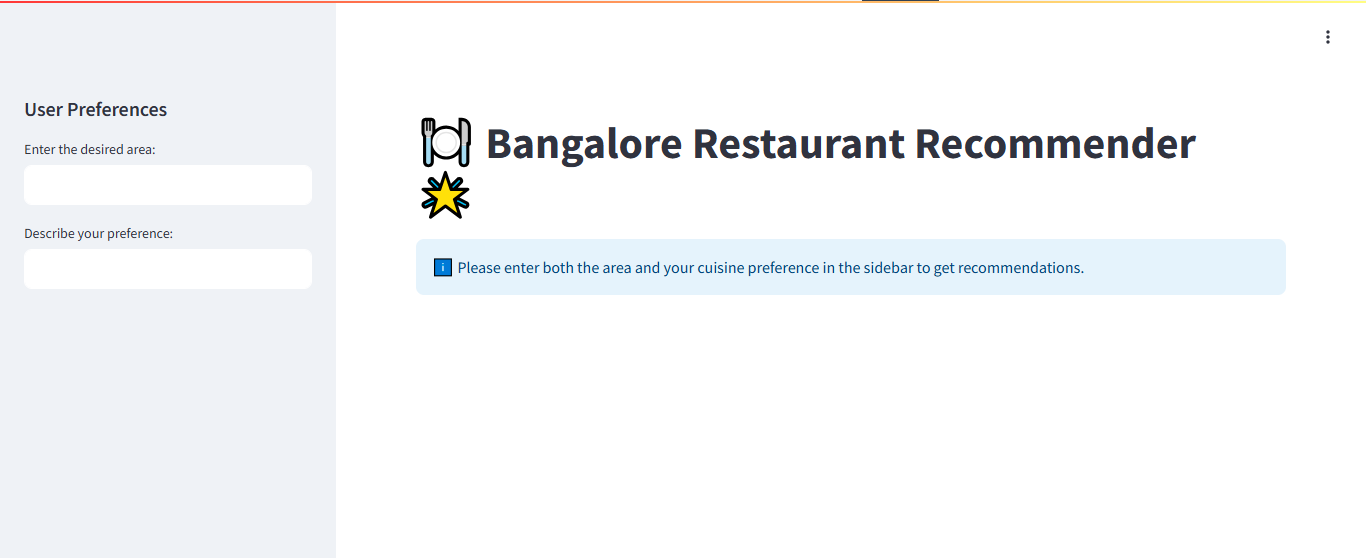 User Preferences
Enter the desired area:
Describe your preference:
🍽️ Bangalore Restaurant Recommender
🌟
ℹ️ Please enter both the area and your cuisine preference in the sidebar to get recommendations.